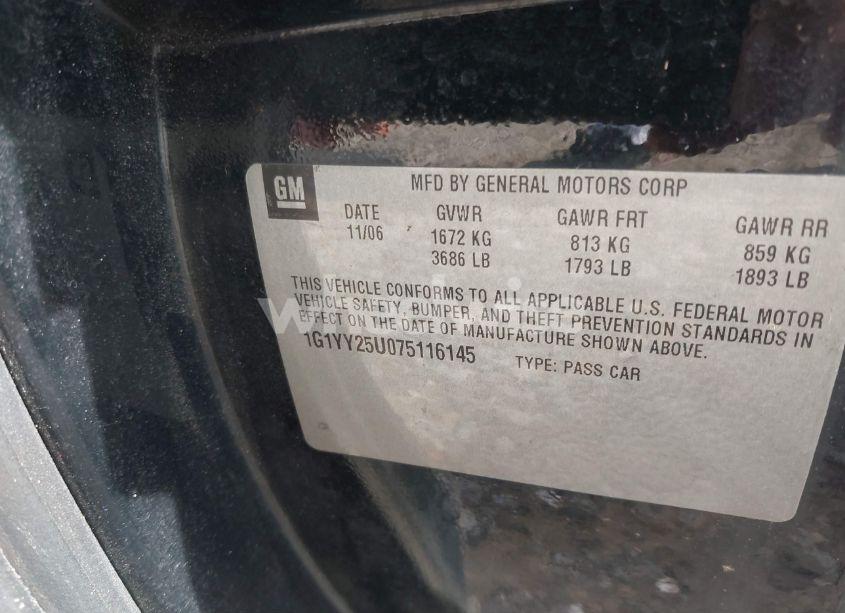 GM
MFD BY GENERAL MOTORS CORP
DATE GVWR GAWR FRT GAWR RR
11/06 1672 KG 813 KG 859 KG
3686 LB 1793 LB 1893 LB
THIS VEHICLE CONFORMS TO ALL APPLICABLE U.S. FEDERAL MOTOR
VEHICLE SAFETY, BUMPER, AND THEFT PREVENTION STANDARDS IN
EFFECT ON THE DATE OF MANUFACTURE SHOWN ABOVE.
1G1YY25U075116145 TYPE: PASS CAR